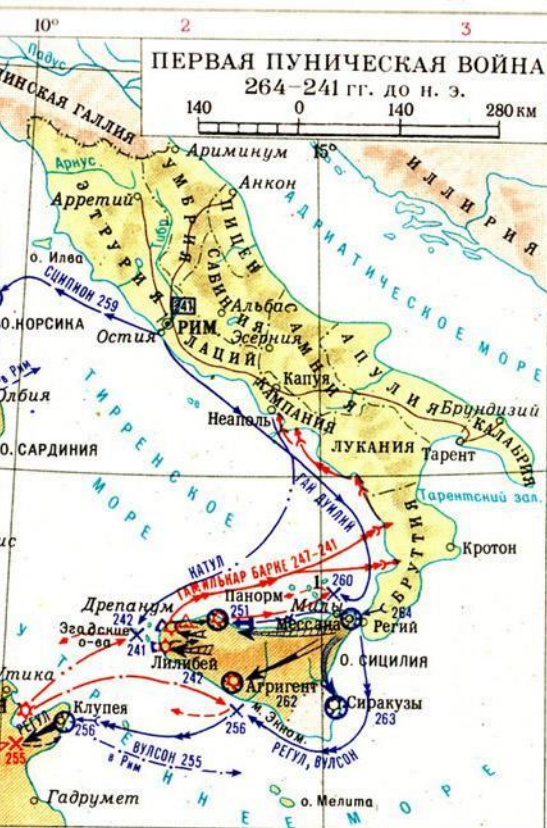 10°
2
3
Падус
ПЕРВАЯ ПУНИЧЕСКАЯ ВОЙНА
264–241 гг. до н. э.
140 0 140 280 км
ИНСКАЯ ГАЛЛИЯ
Ариминум
15°
Арнус
Анкон
ИЛЛИРИЯ
Арретий
УМБРИЯ
ПИЦЕН
ЭТРУРИЯ
Тибр
САБИНИЯ
АДРИАТИЧЕСКОЕ МОРЕ
о. Илва
СЦИПИОН 259
241
Альба
О. КОРСИКА
РИМ
Эсерния
САМНИЯ
Остия
ЛАЦИЙ
АПУЛИЯ
в Рим
Олбия
Капуя
КАМПАНИЯ
Брундизий
Неаполь
КАЛАБРИЯ
О. САРДИНИЯ
ЛУКАНИЯ
Тарент
ТИРРЕНСКОЕ МОРЕ
ГАЙ ДУИЛИЙ
Тарентский зал.
БРУТТИЯ
Кротон
КАТУЛ
ГАМИЛЬКАР БАРКЕ 247–241
260
Панорм
Дрепанум
251
Милы
Мессана
264
242
Регий
Эгадские
о-ва
241
Лилибей
242
О. СИЦИЛИЯ
Агригент
262
Сиракузы
263
Утика
м. Экном.
РЕГУЛ
Клупея
256
256
РЕГУЛ, ВУЛСОН
255
ВУЛСОН 255
в Рим
Гадрумет
о. Мелита
МОРЕ